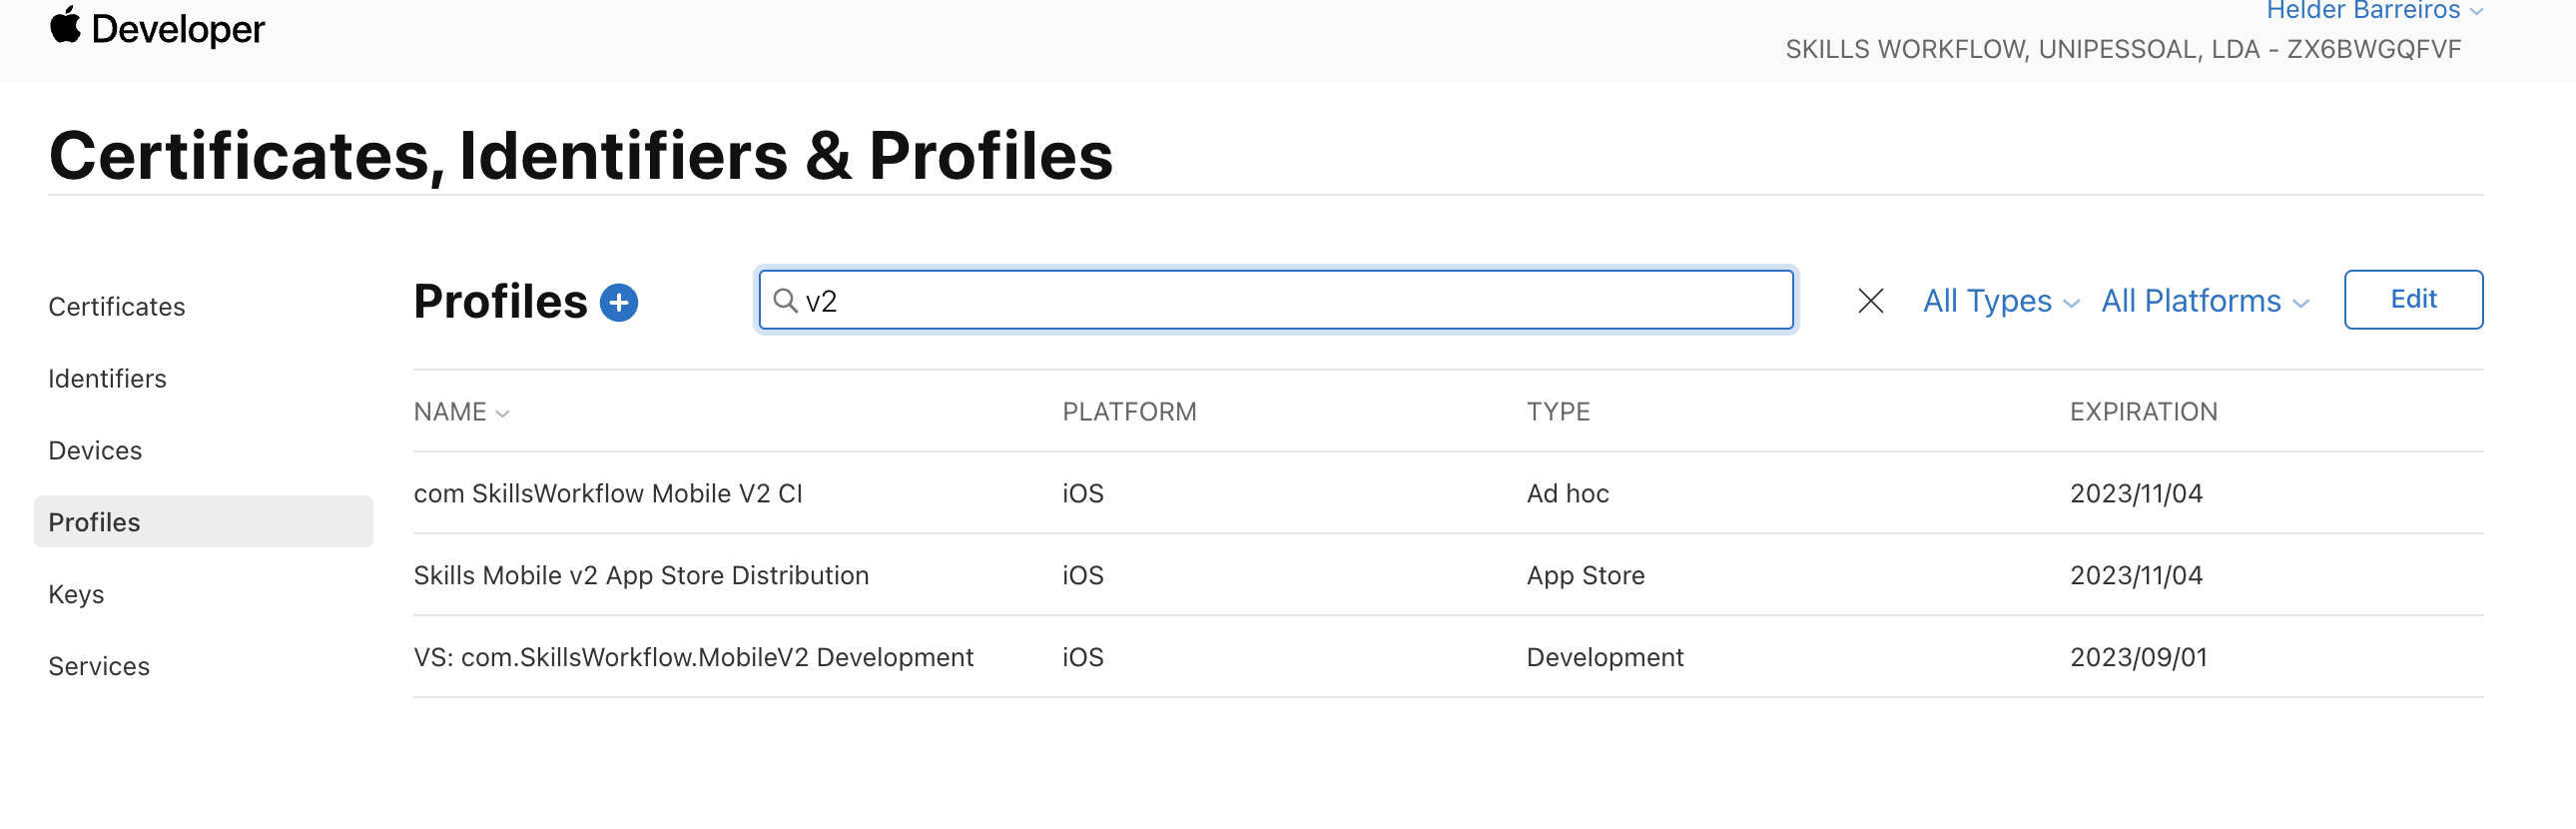 Developer
Helder Barreiros
SKILLS WORKFLOW, UNIPESSOAL, LDA - ZX6BWGQFVF
Certificates, Identifiers & Profiles
Certificates
Identifiers
Devices
Profiles
Keys
Services
Profiles
v2
All Types
All Platforms
Edit
NAME PLATFORM TYPE EXPIRATION
com SkillsWorkflow Mobile V2 CI iOS Ad hoc 2023/11/04
Skills Mobile v2 App Store Distribution iOS App Store 2023/11/04
VS: com.SkillsWorkflow.MobileV2 Development iOS Development 2023/09/01